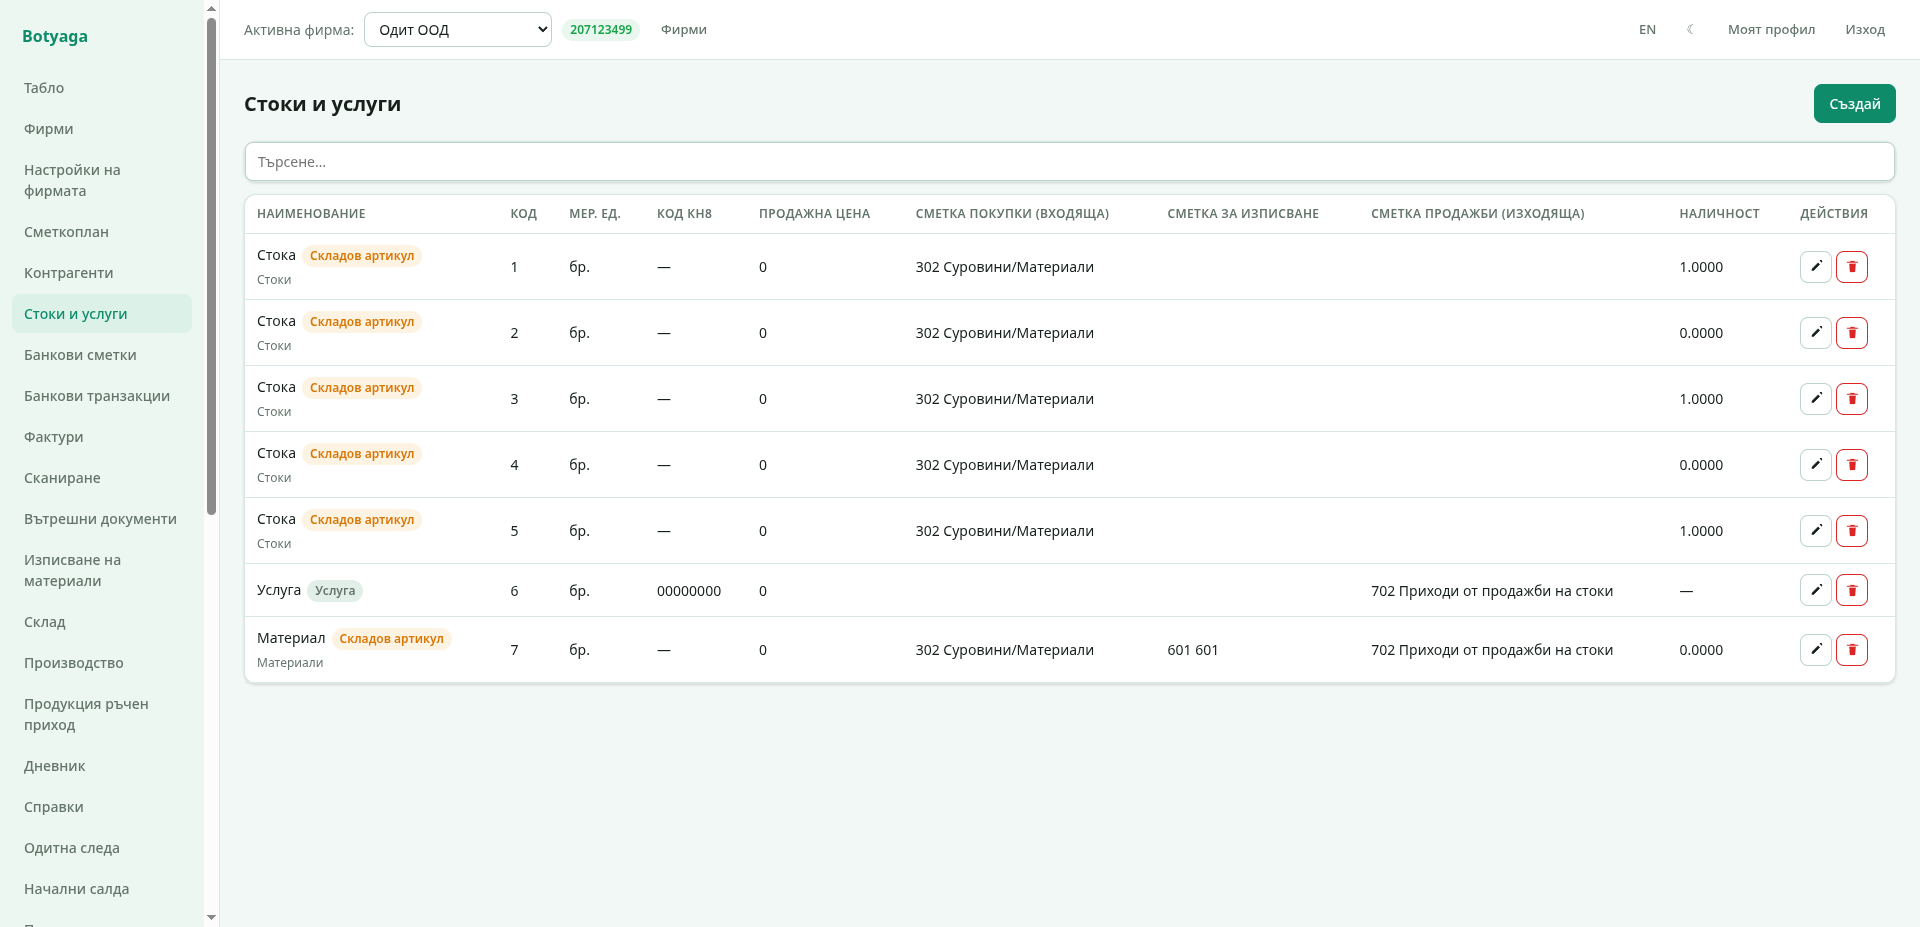 Botyaga
Табло
Фирми
Настройки на
фирмата
Сметкоплан
Контрагенти
Стоки и услуги
Банкови сметки
Банкови транзакции
Фактури
Сканиране
Вътрешни документи
Изписване на
материали
Склад
Производство
Продукция ръчен
приход
Дневник
Справки
Одитна следа
Начални салда
Активна фирма: Одит ООД 207123499 Фирми EN Моят профил Изход
Стоки и услуги Създай
Търсене...
НАИМЕНОВАНИЕ КОД МЕР. ЕД. КОД КН8 ПРОДАЖНА ЦЕНА СМЕТКА ПОКУПКИ (ВХОДЯЩА) СМЕТКА ЗА ИЗПИСВАНЕ СМЕТКА ПРОДАЖБИ (ИЗХОДЯЩА) НАЛИЧНОСТ ДЕЙСТВИЯ
Стока Складов артикул
Стоки
1 бр. — 0 302 Суровини/Материали 1.0000
Стока Складов артикул
Стоки
2 бр. — 0 302 Суровини/Материали 0.0000
Стока Складов артикул
Стоки
3 бр. — 0 302 Суровини/Материали 1.0000
Стока Складов артикул
Стоки
4 бр. — 0 302 Суровини/Материали 0.0000
Стока Складов артикул
Стоки
5 бр. — 0 302 Суровини/Материали 1.0000
Услуга Услуга 6 бр. 00000000 0 702 Приходи от продажби на стоки —
Материал Складов артикул
Материали
7 бр. — 0 302 Суровини/Материали 601 601 702 Приходи от продажби на стоки 0.0000